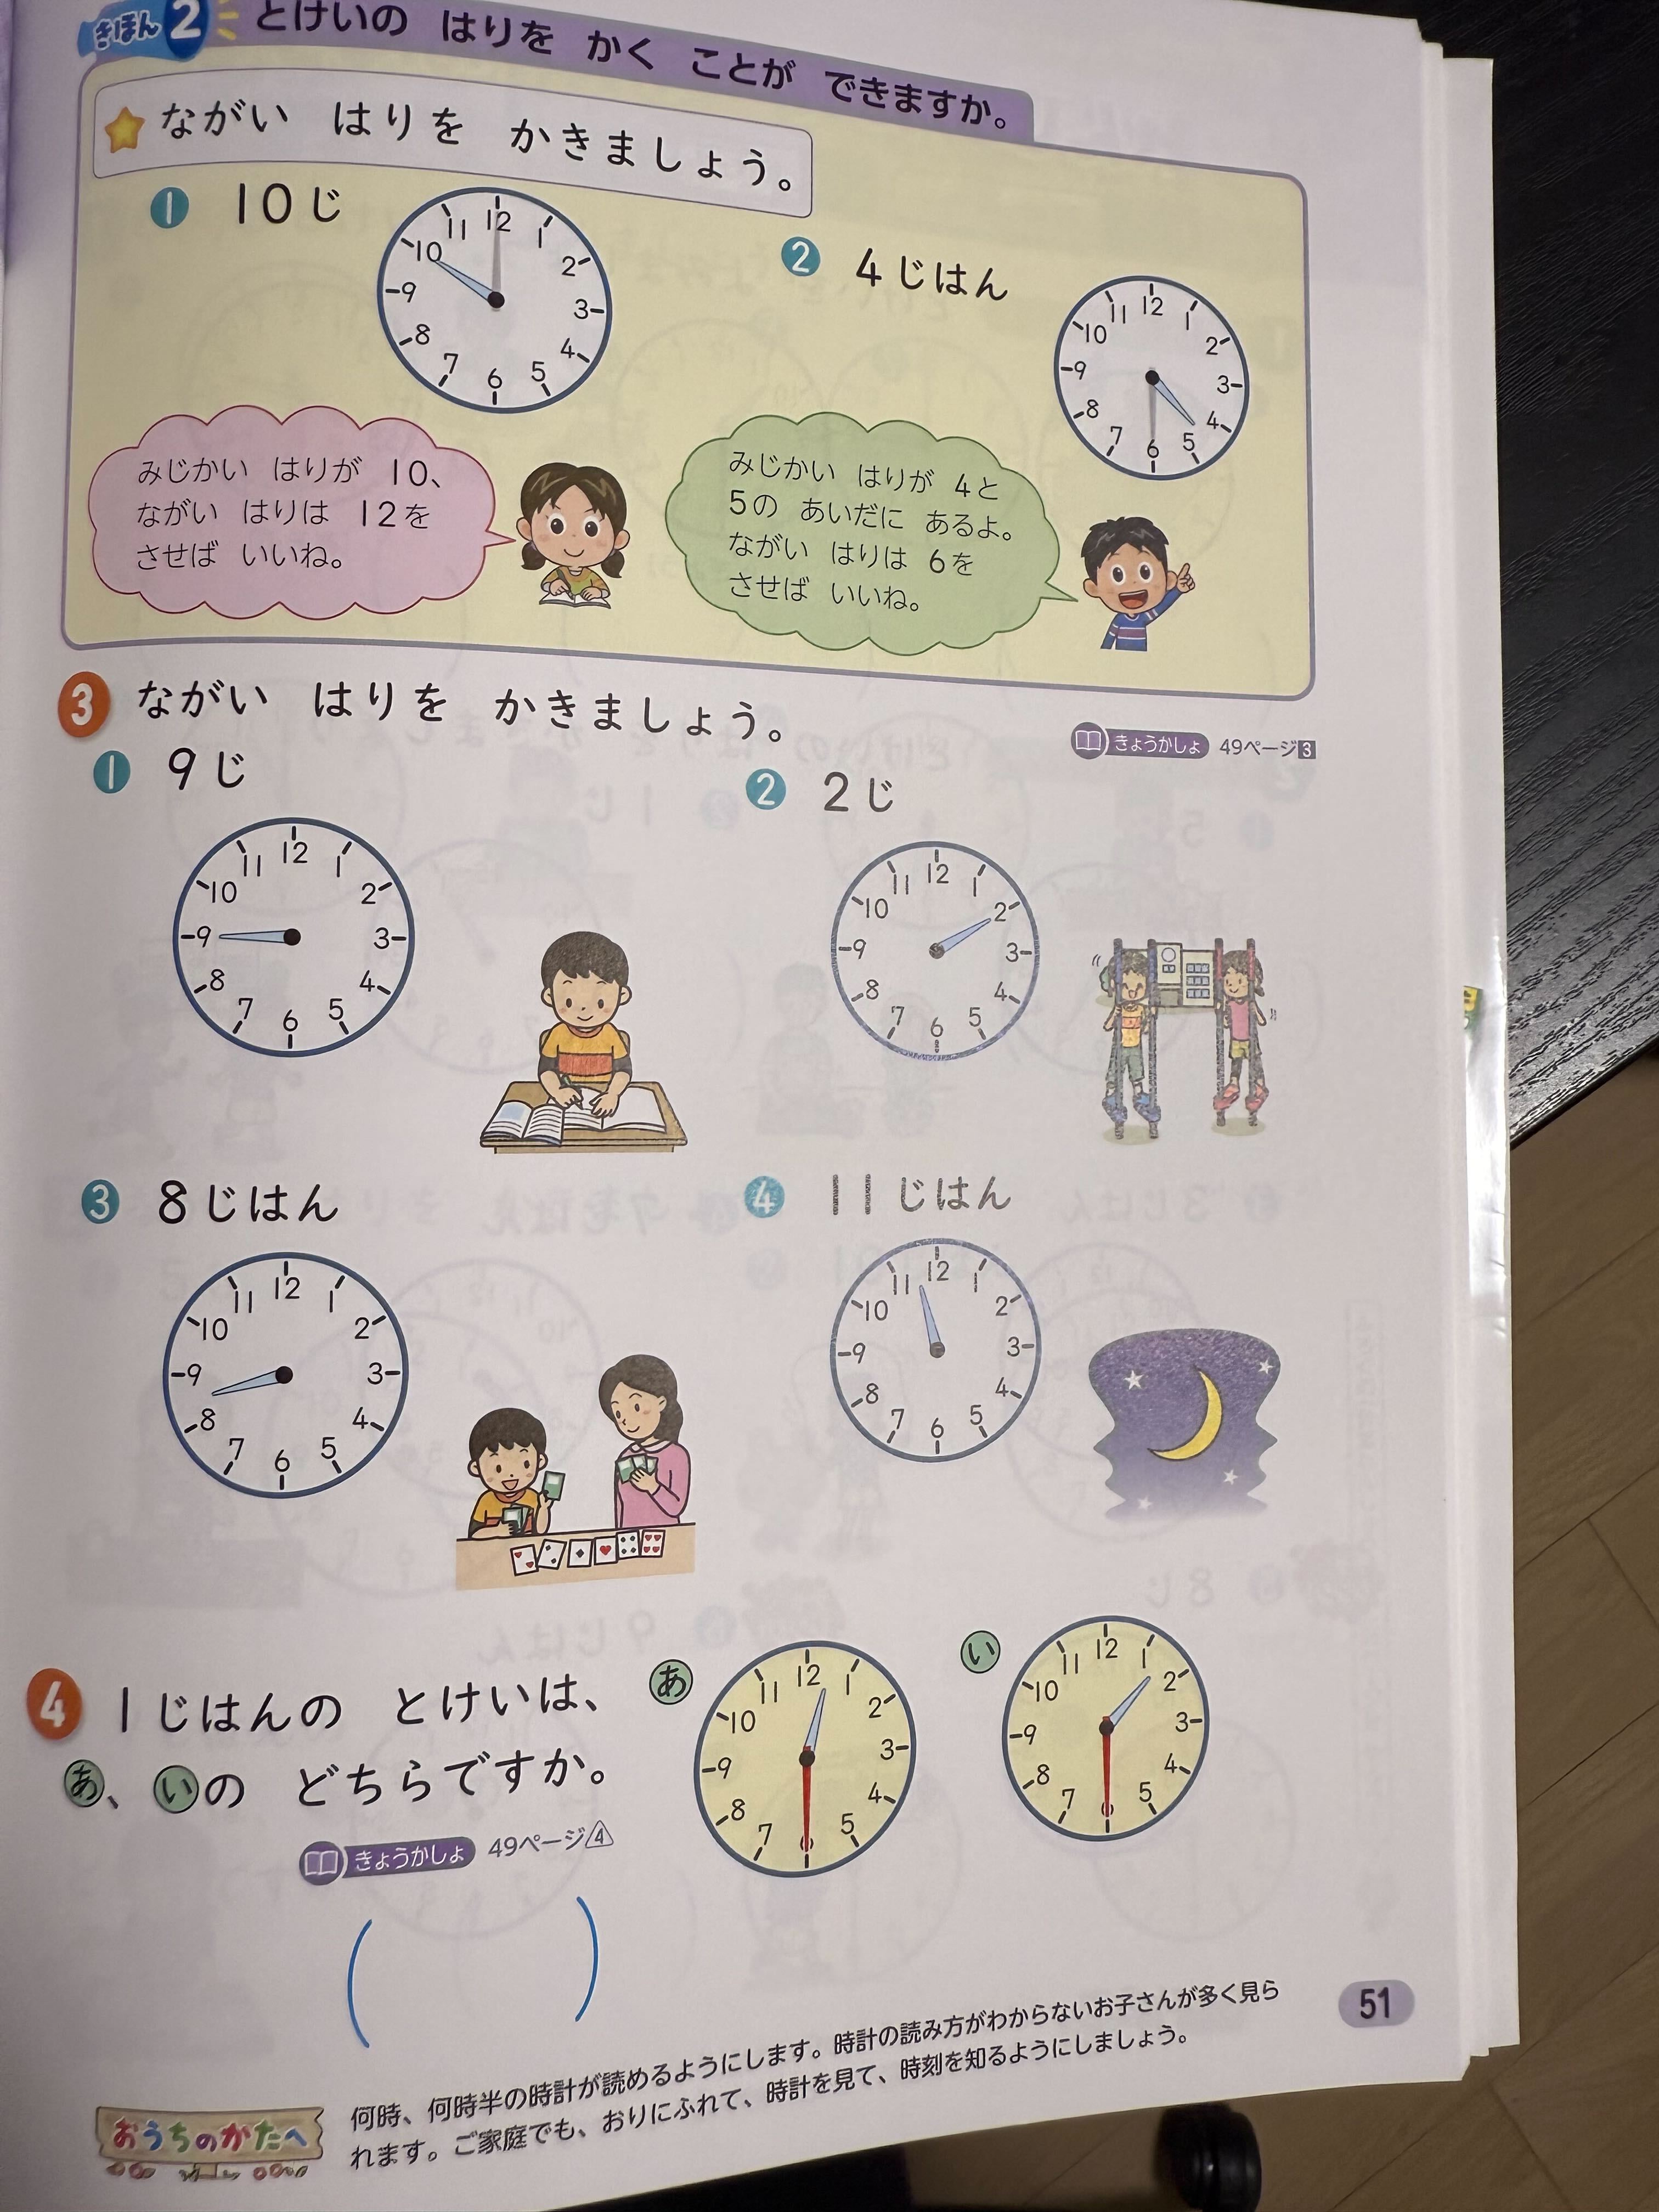 きほん2 とけいの はりを かく ことが できますか。
ながい はりを かきましょう。
1 10じ
12 1 2 3 4 5 6 7 8 9 10 11
2 4じはん
12 1 2 3 4 5 6 7 8 9 10 11
みじかい はりが 10、
ながい はりは 12を
させば いいね。
みじかい はりが 4と
5の あいだに あるよ。
ながい はりは 6を
させば いいね。
3 ながい はりを かきましょう。
きょうかしょ 49ページ3
1 9じ
12 1 2 3 4 5 6 7 8 9 10 11
2 2じ
12 1 2 3 4 5 6 7 8 9 10 11
3 8じはん
12 1 2 3 4 5 6 7 8 9 10 11
4 11じはん
12 1 2 3 4 5 6 7 8 9 10 11
4 1じはんの とけいは、
あ、いの どちらですか。
きょうかしょ 49ページ4
あ
12 1 2 3 4 5 6 7 8 9 10 11
い
12 1 2 3 4 5 6 7 8 9 10 11
( )
おうちのかたへ
何時、何時半の時計が読めるようにします。時計の読み方がわからないお子さんが多く見ら
れます。ご家庭でも、おりにふれて、時計を見て、時刻を知るようにしましょう。
51